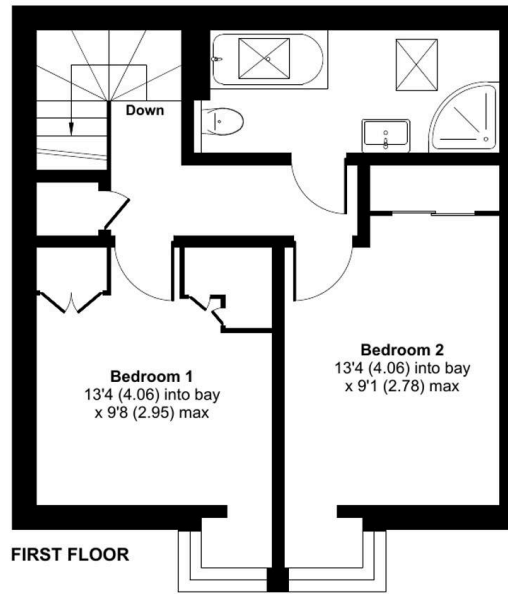 Down
Bedroom 1
13'4 (4.06) into bay
x 9'8 (2.95) max
Bedroom 2
13'4 (4.06) into bay
x 9'1 (2.78) max
FIRST FLOOR